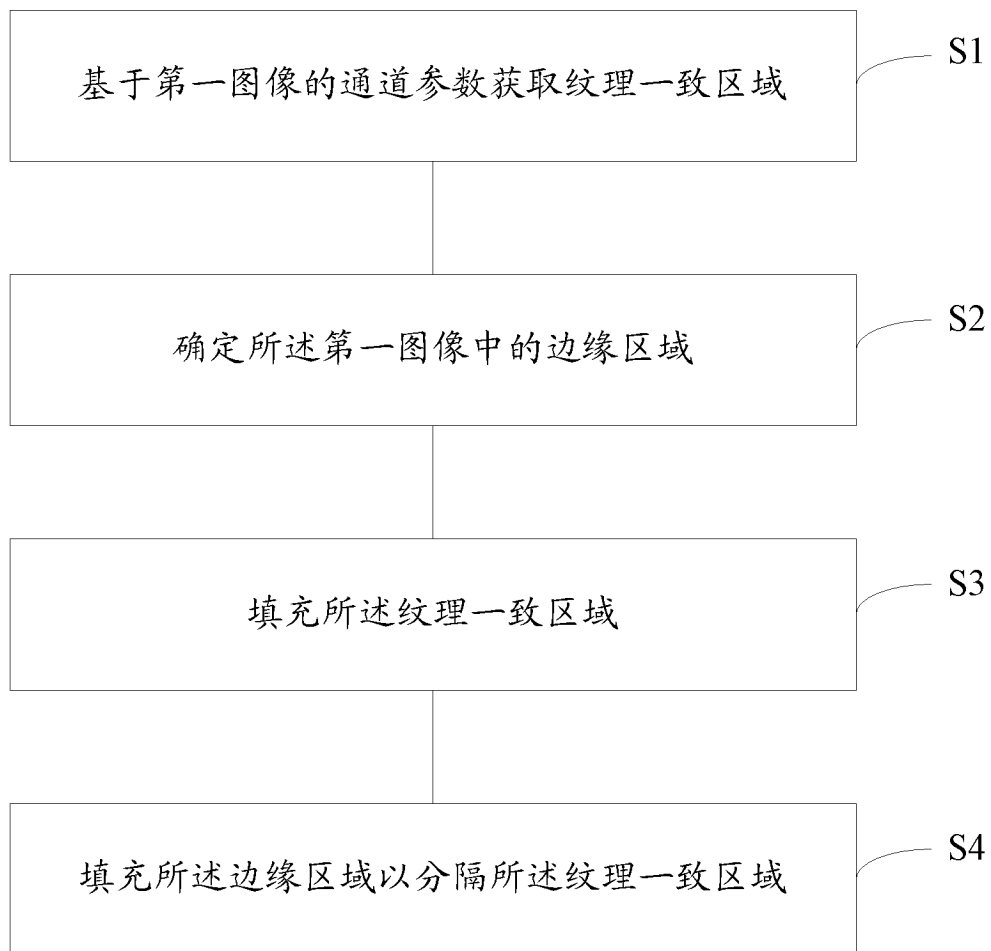 基于第一图像的通道参数获取纹理一致区域
S1
确定所述第一图像中的边缘区域
S2
填充所述纹理一致区域
S3
填充所述边缘区域以分隔所述纹理一致区域
S4